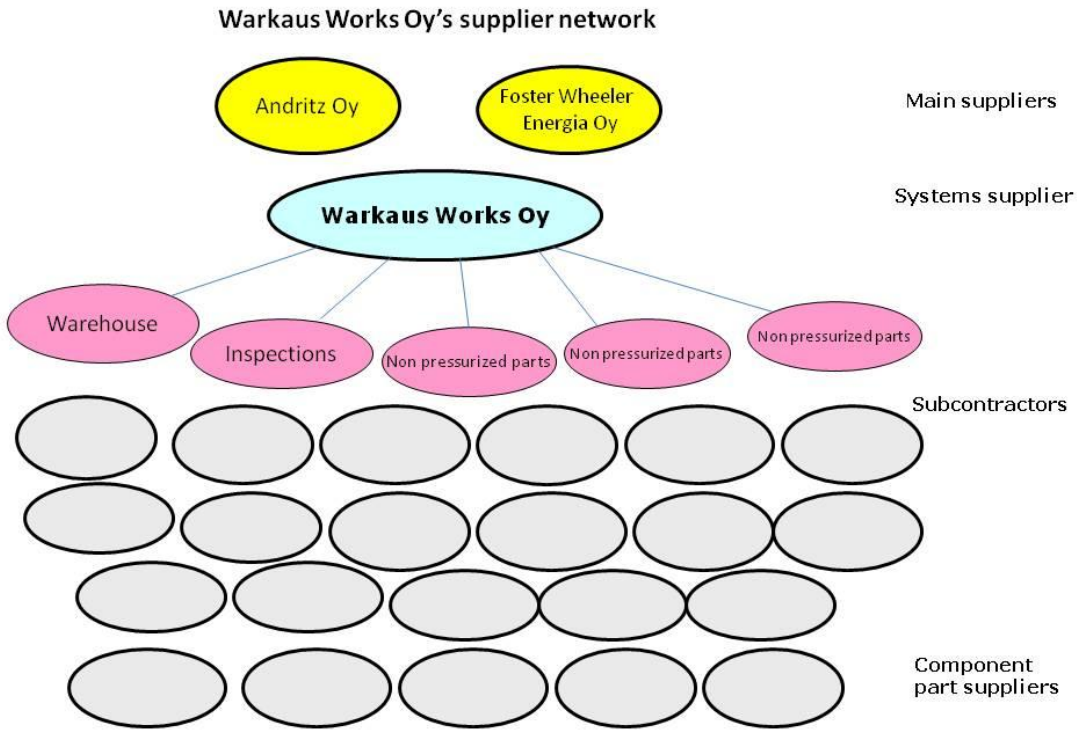 Warkaus Works Oy's supplier network
Andritz Oy
Foster Wheeler
Energia Oy
Main suppliers
Systems supplier
Warkaus Works Oy
Warehouse
Inspections
Non pressurized parts
Non pressurized parts
Non pressurized parts
Subcontractors
Component
part suppliers